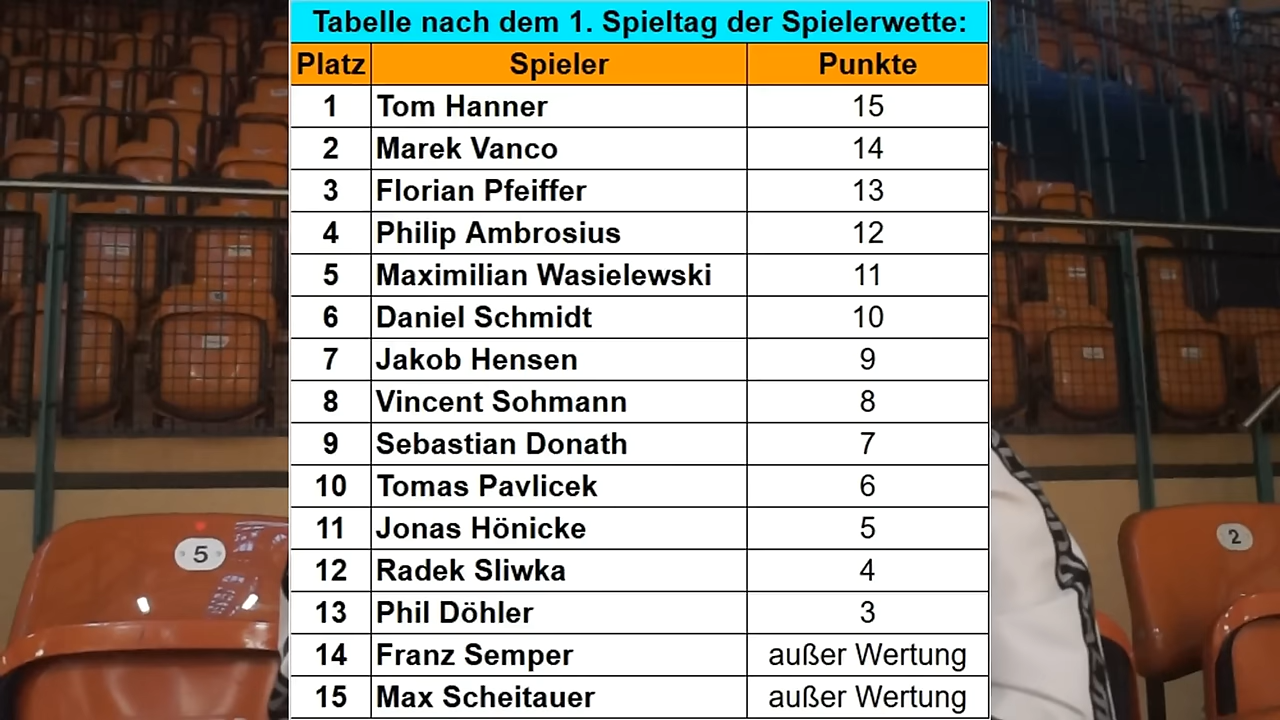 Tabelle nach dem 1. Spieltag der Spielerwette:
Platz Spieler Punkte
1 Tom Hanner 15
2 Marek Vanco 14
3 Florian Pfeiffer 13
4 Philip Ambrosius 12
5 Maximilian Wasielewski 11
6 Daniel Schmidt 10
7 Jakob Hensen 9
8 Vincent Sohmann 8
9 Sebastian Donath 7
10 Tomas Pavlicek 6
11 Jonas Hönicke 5
12 Radek Sliwka 4
13 Phil Döhler 3
14 Franz Semper außer Wertung
15 Max Scheitauer außer Wertung
5
2